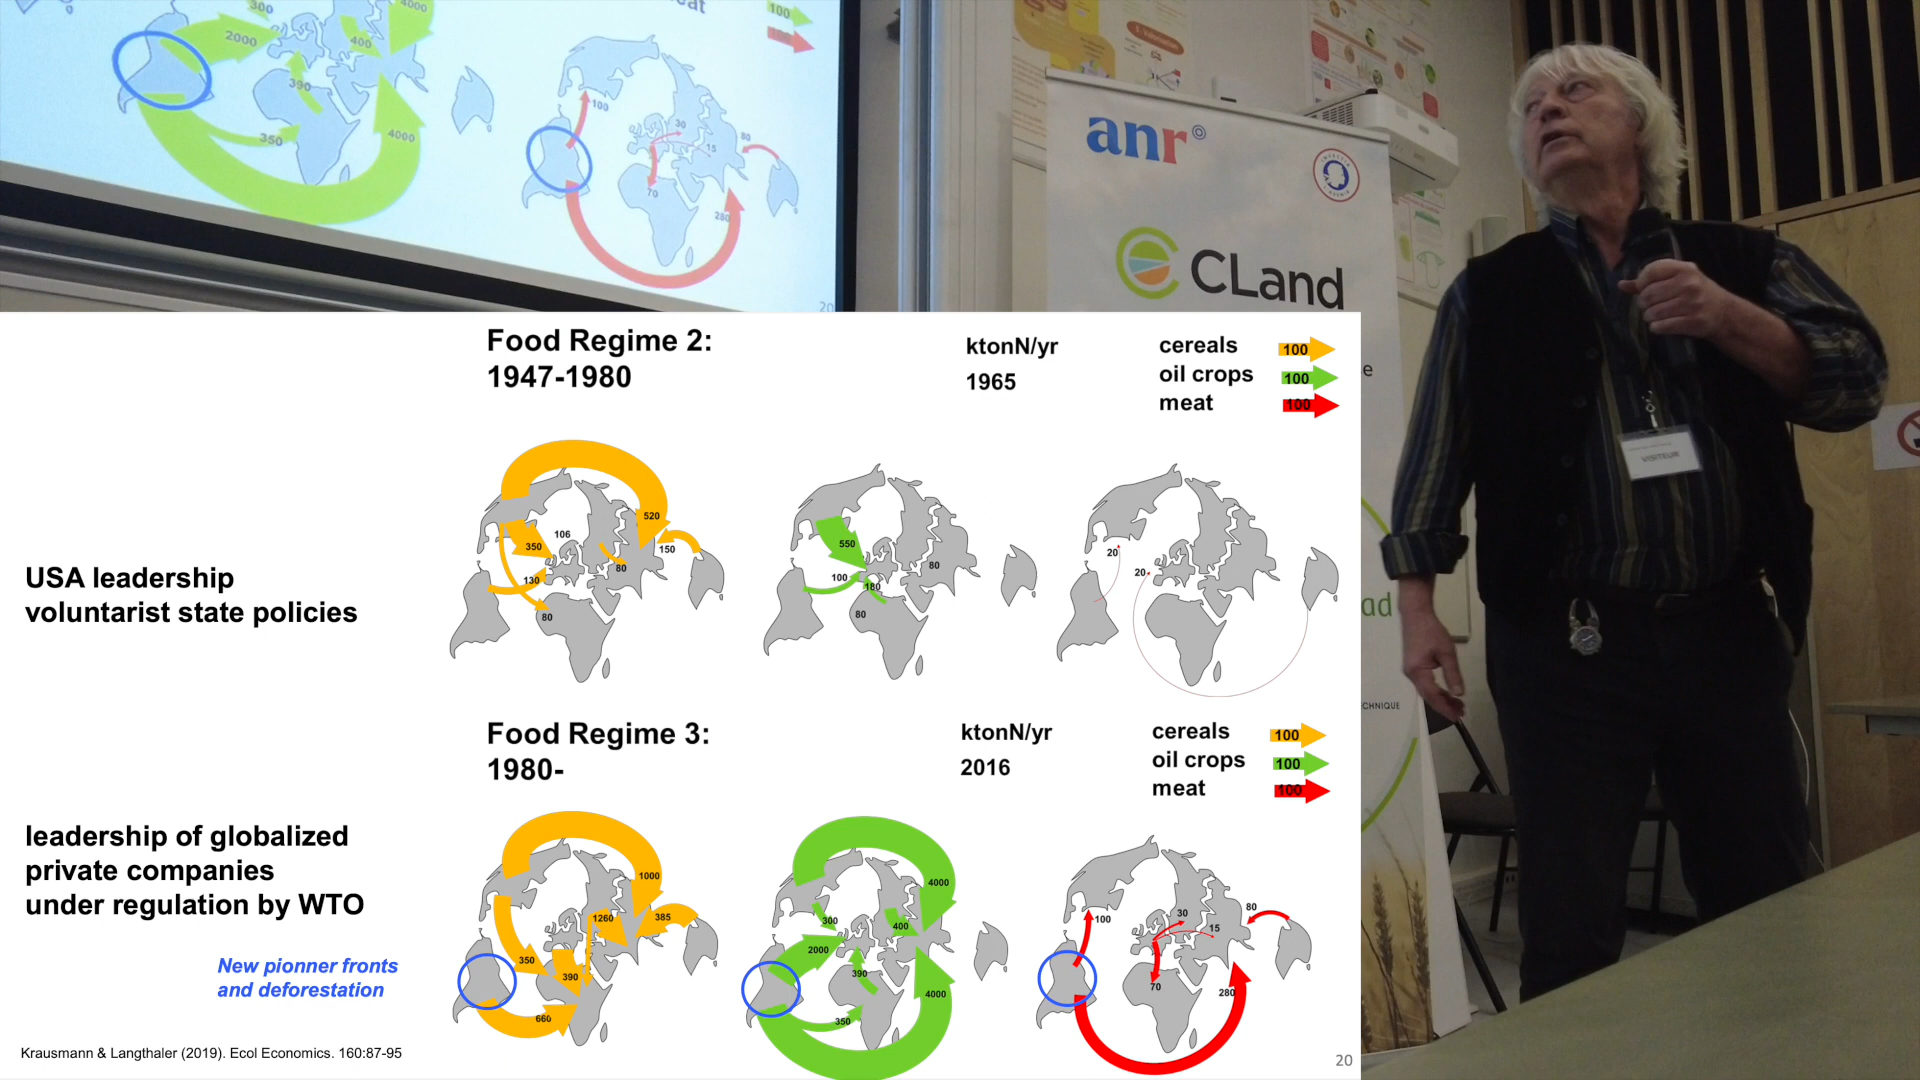 300
2000
400
4000
390
350
4000
100
30
15
80
70
280
100
20
anr
CLand
VISITEUR
Food Regime 2:
1947-1980
ktonN/yr
1965
cereals 100
oil crops 100
meat 100
USA leadership
voluntarist state policies
520
106
350
150
80
130
80
550
80
100
180
80
20
20
Food Regime 3:
1980-
ktonN/yr
2016
cereals 100
oil crops 100
meat 100
leadership of globalized
private companies
under regulation by WTO
New pionner fronts
and deforestation
1000
1260
385
350
390
660
4000
300
400
2000
390
4000
350
100
30
80
15
70
280
Krausmann & Langthaler (2019). Ecol Economics. 160:87-95
20
ad
CHNIQUE